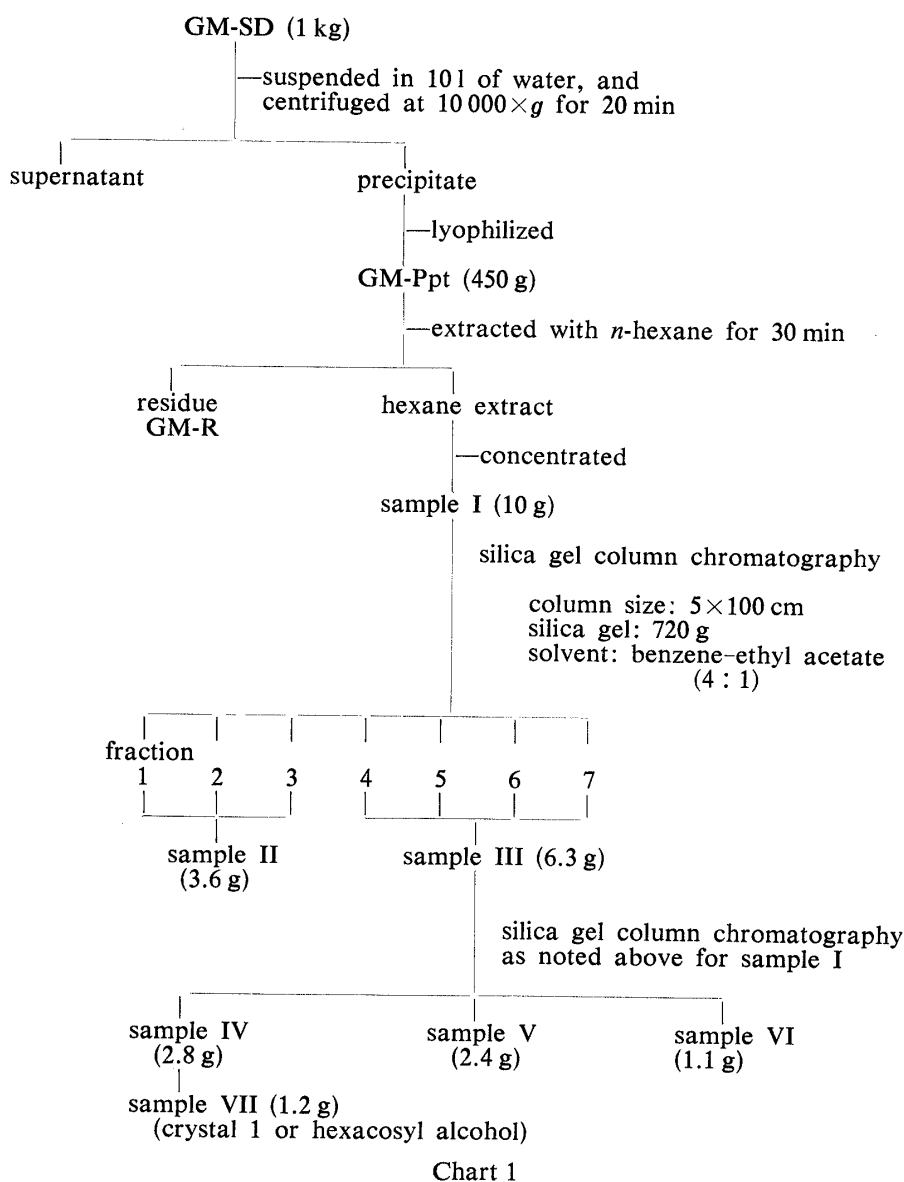 GM-SD (1 kg)
suspended in 10 l of water, and
centrifuged at 10 000×g for 20 min
supernatant
precipitate
lyophilized
GM-Ppt (450 g)
extracted with n-hexane for 30 min
residue
GM-R
hexane extract
concentrated
sample I (10 g)
silica gel column chromatography
column size: 5×100 cm
silica gel: 720 g
solvent: benzene–ethyl acetate
(4 : 1)
fraction
1 2 3 4 5 6 7
sample II
(3.6 g)
sample III (6.3 g)
silica gel column chromatography
as noted above for sample I
sample IV
(2.8 g)
sample V
(2.4 g)
sample VI
(1.1 g)
sample VII (1.2 g)
(crystal 1 or hexacosyl alcohol)
Chart 1